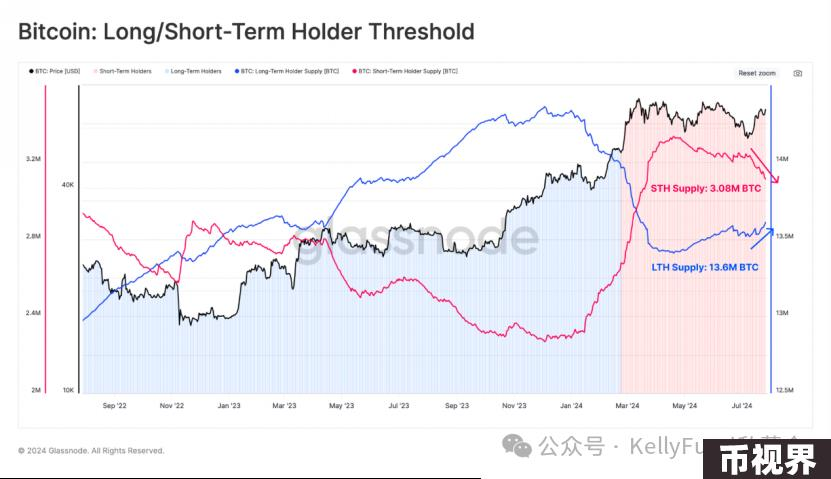 Bitcoin: Long/Short-Term Holder Threshold
BTC: Price [USD] Short-Term Holders Long-Term Holders BTC: Long-Term Holder Supply [BTC] BTC: Short-Term Holder Supply [BTC]
Reset zoom
3.2M 40K 14M
STH Supply: 3.08M BTC
glassnode
2.8M 13.5M
LTH Supply: 13.6M BTC
2.4M 13M
2M 10K 12.5M
Sep '22 Nov '22 Jan '23 Mar '23 May '23 Jul '23 Sep '23 Nov '23 Jan '24 Mar '24 May '24 Jul '24
© 2024 Glassnode. All Rights Reserved.
公众号 · KellyFu
币视界